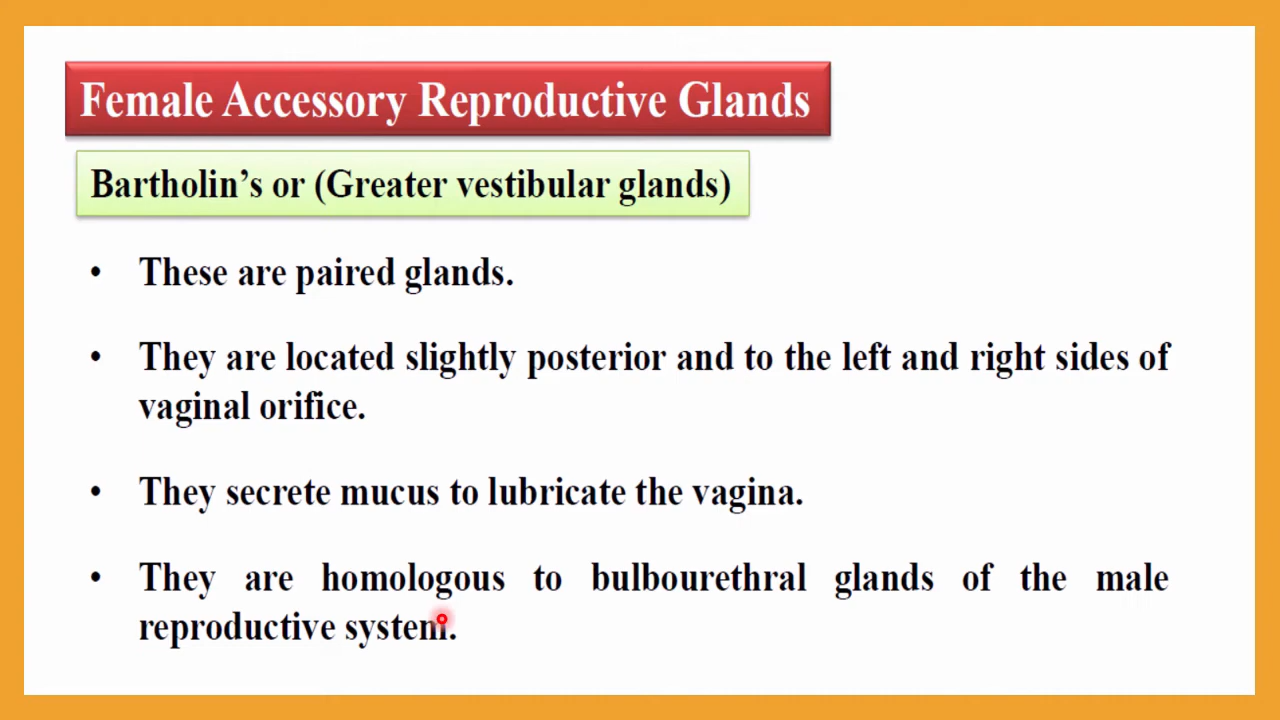 Female Accessory Reproductive Glands
Bartholin's or (Greater vestibular glands)
• These are paired glands.
• They are located slightly posterior and to the left and right sides of
vaginal orifice.
• They secrete mucus to lubricate the vagina.
• They are homologous to bulbourethral glands of the male
reproductive system.